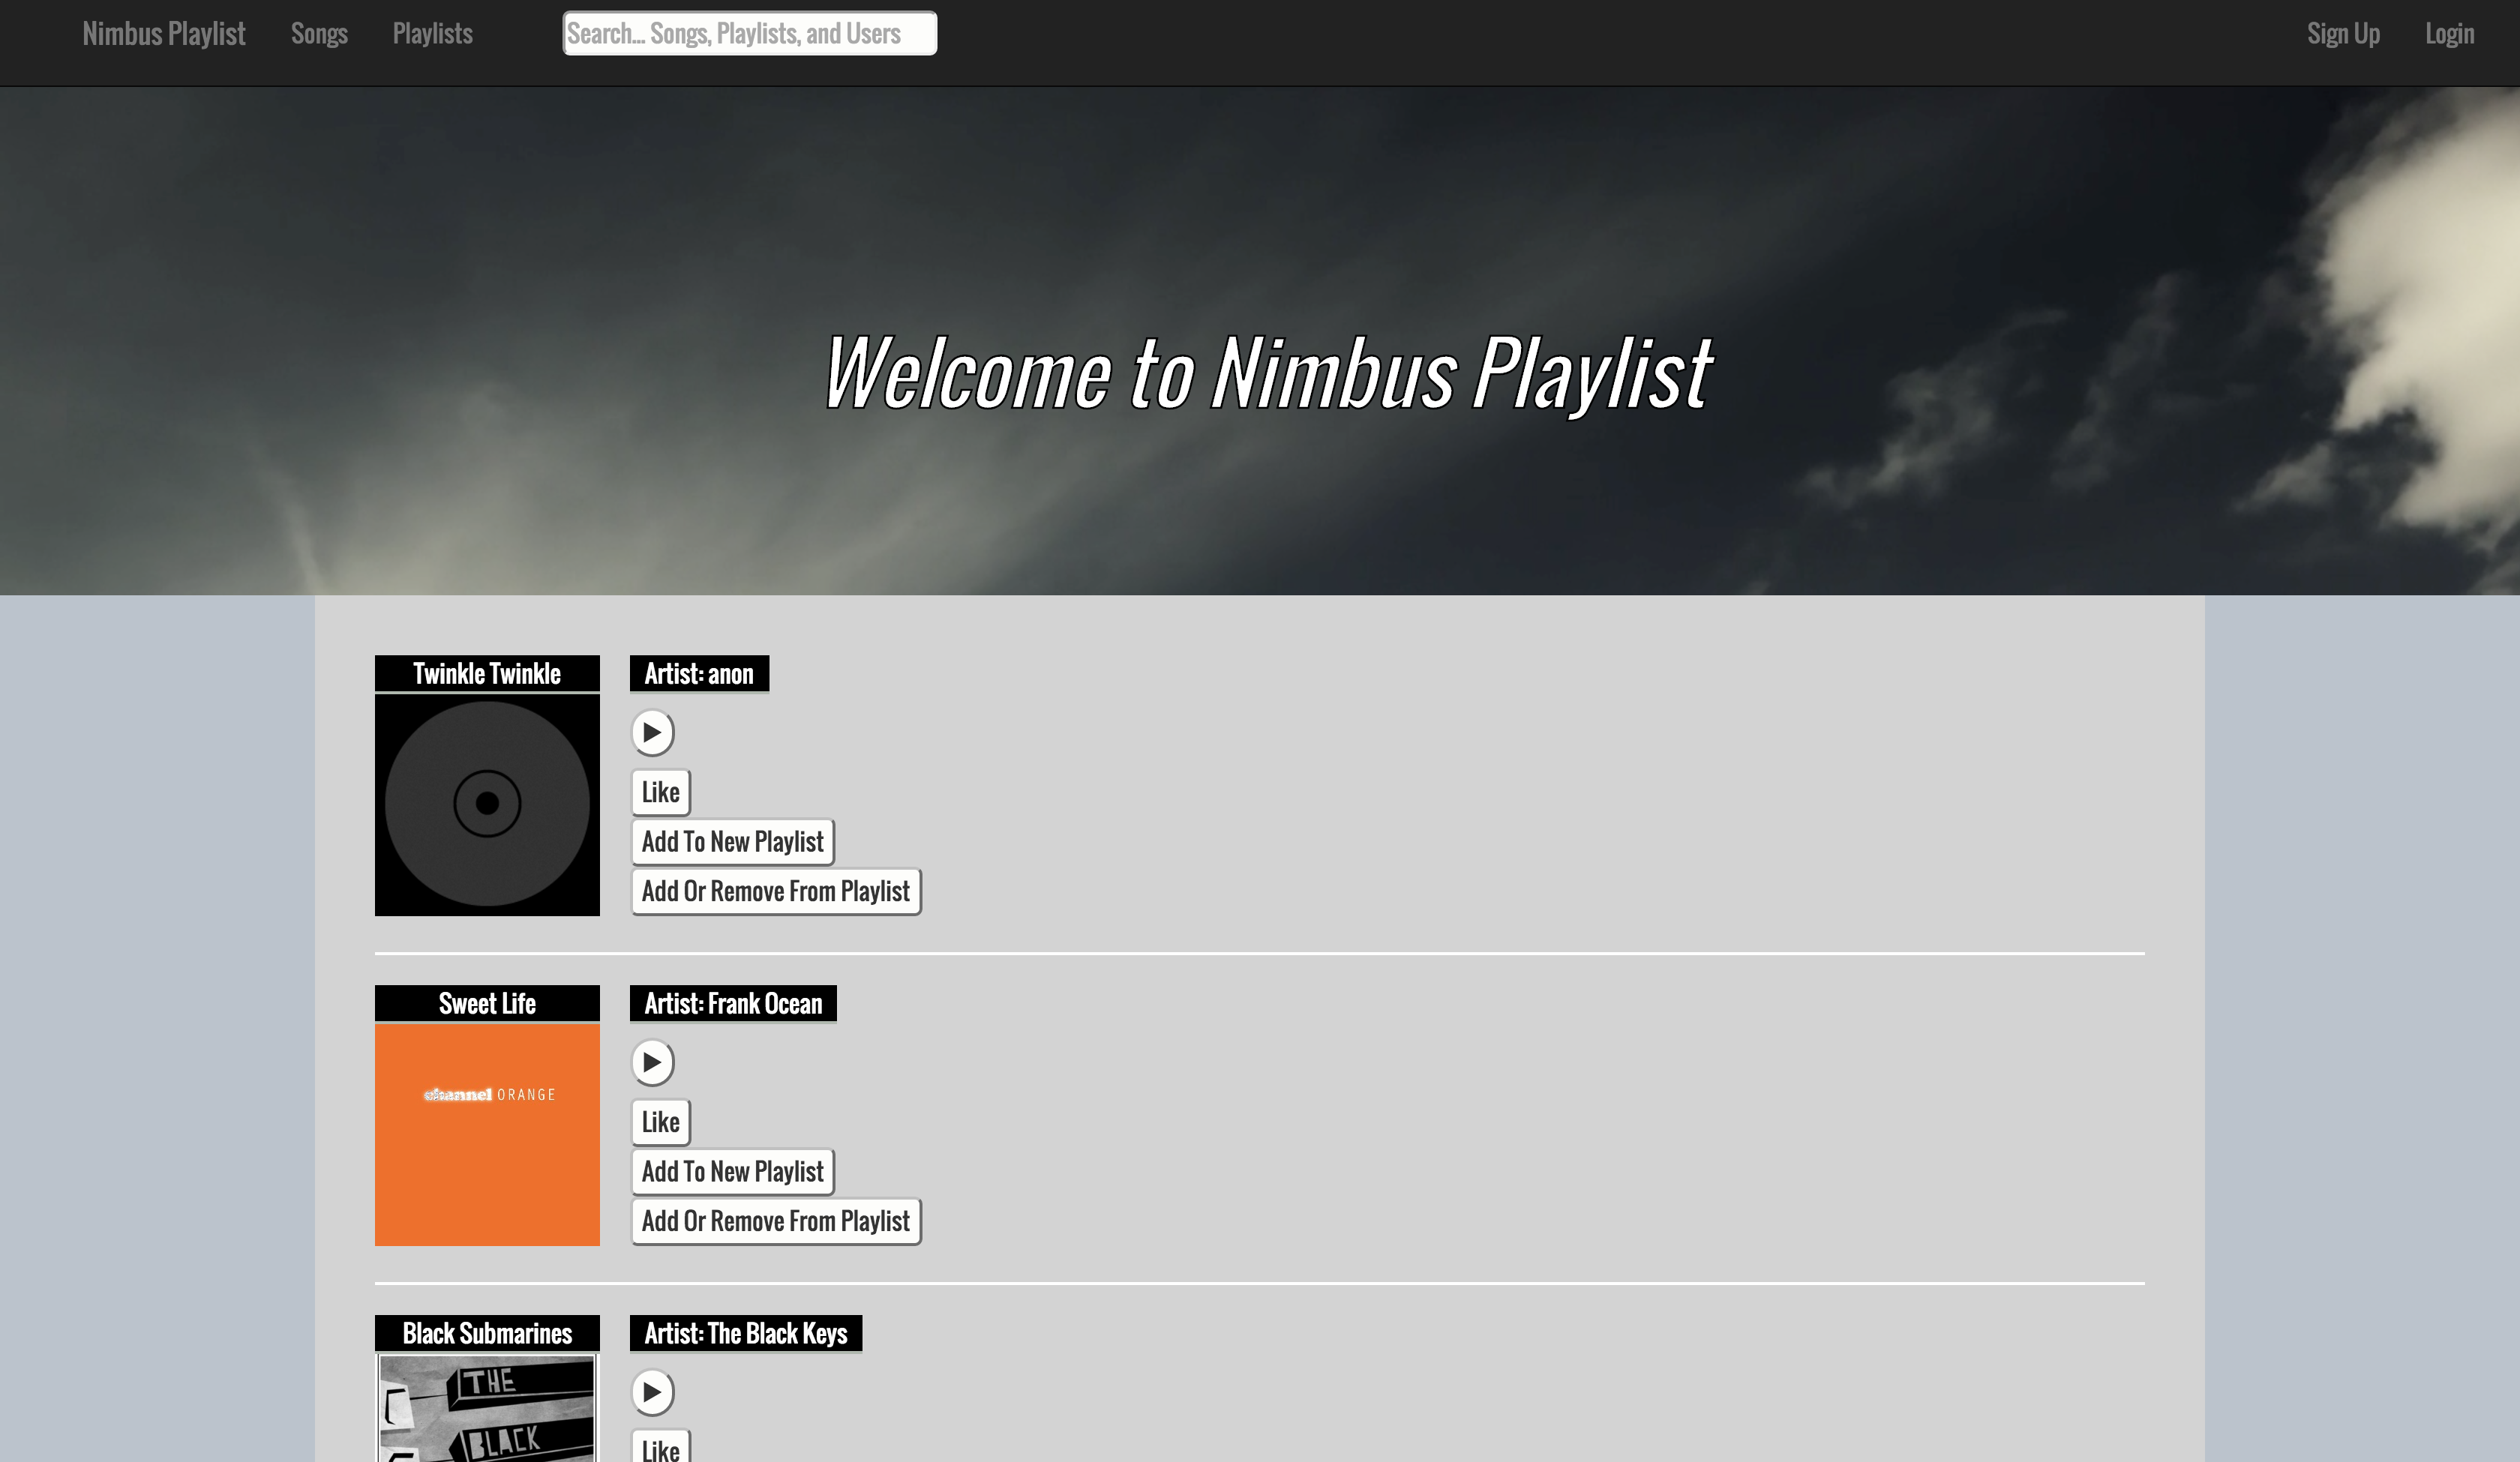 Nimbus Playlist Songs Playlists Search... Songs, Playlists, and Users Sign Up Login
Welcome to Nimbus Playlist
Twinkle Twinkle
Artist: anon
Like
Add To New Playlist
Add Or Remove From Playlist
Sweet Life
channel ORANGE
Artist: Frank Ocean
Like
Add To New Playlist
Add Or Remove From Playlist
Black Submarines
THE
BLACK
Artist: The Black Keys
Like